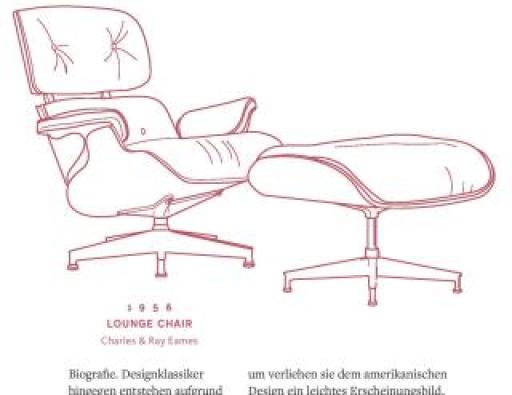 1956
LOUNGE CHAIR
Charles & Ray Eames
Biografie. Designklassiker
hingegen entstehen aufgrund
um verliehen sie dem amerikanischen
Design ein leichtes Erscheinungsbild.